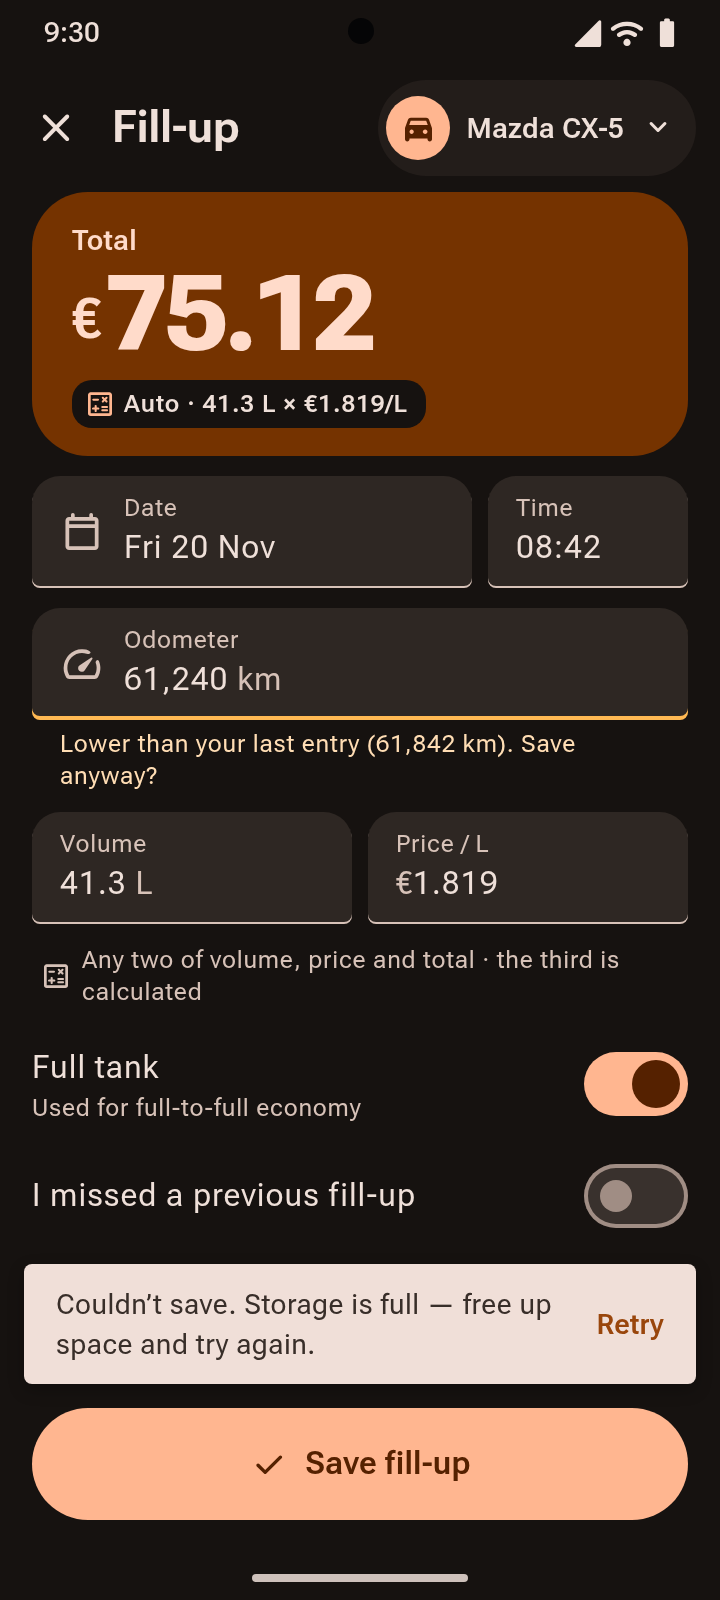 9:30
Fill-up
Mazda CX-5
Total
€75.12
Auto · 41.3 L × €1.819/L
Date
Fri 20 Nov
Time
08:42
Odometer
61,240 km
Lower than your last entry (61,842 km). Save
anyway?
Volume
41.3 L
Price / L
€1.819
Any two of volume, price and total · the third is
calculated
Full tank
Used for full-to-full economy
I missed a previous fill-up
Couldn’t save. Storage is full — free up
space and try again.
Retry
Save fill-up